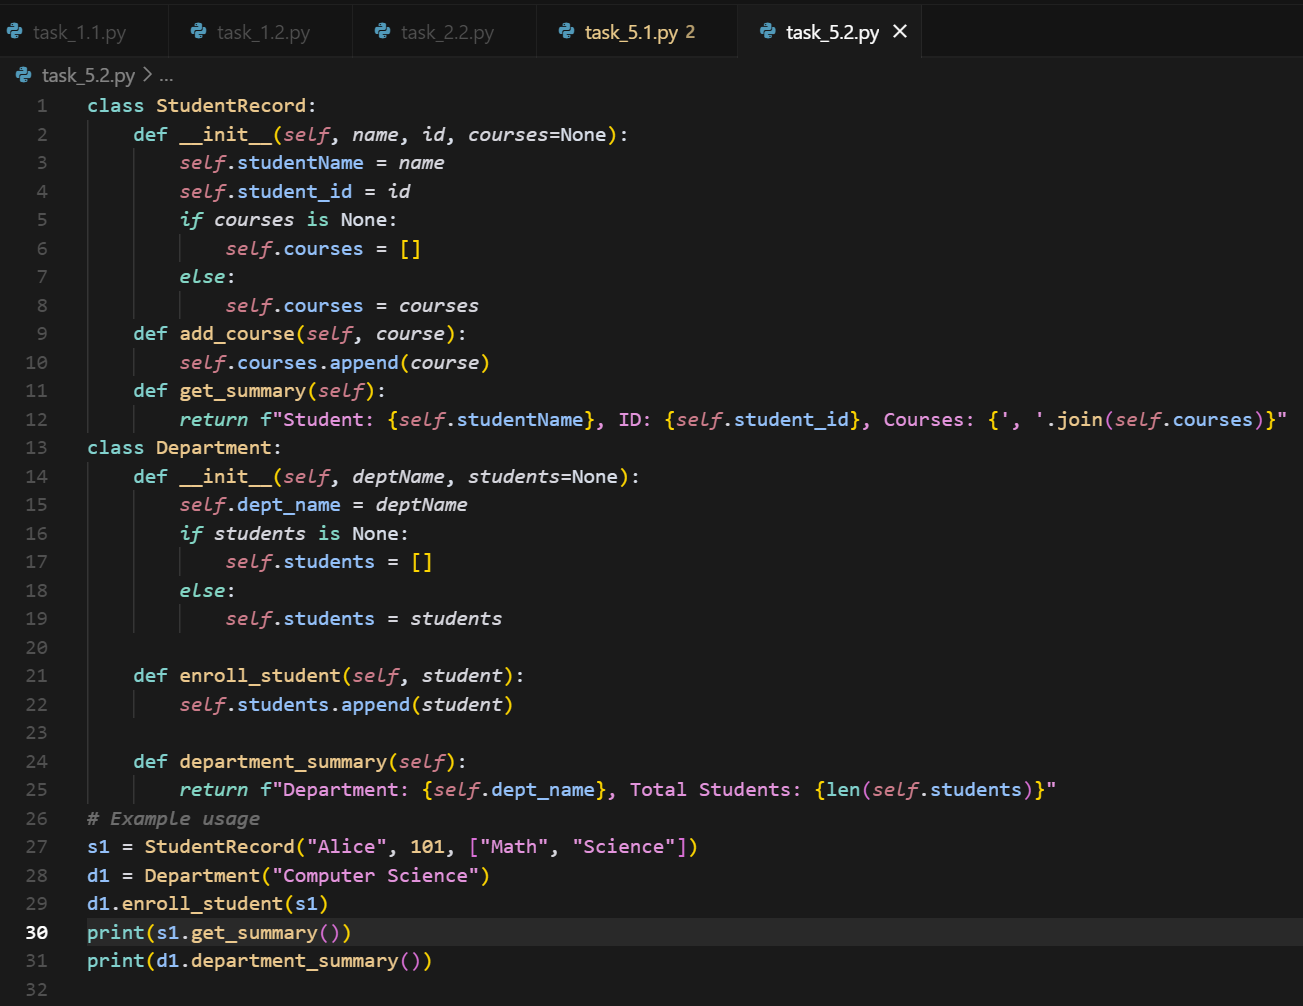 task_1.1.py task_1.2.py task_2.2.py task_5.1.py 2 task_5.2.py ×
task_5.2.py > ...
1 class StudentRecord:
2     def __init__(self, name, id, courses=None):
3         self.studentName = name
4         self.student_id = id
5         if courses is None:
6             self.courses = []
7         else:
8             self.courses = courses
9     def add_course(self, course):
10         self.courses.append(course)
11     def get_summary(self):
12         return f"Student: {self.studentName}, ID: {self.student_id}, Courses: {', '.join(self.courses)}"
13 class Department:
14     def __init__(self, deptName, students=None):
15         self.dept_name = deptName
16         if students is None:
17             self.students = []
18         else:
19             self.students = students
20
21     def enroll_student(self, student):
22         self.students.append(student)
23
24     def department_summary(self):
25         return f"Department: {self.dept_name}, Total Students: {len(self.students)}"
26 # Example usage
27 s1 = StudentRecord("Alice", 101, ["Math", "Science"])
28 d1 = Department("Computer Science")
29 d1.enroll_student(s1)
30 print(s1.get_summary())
31 print(d1.department_summary())
32